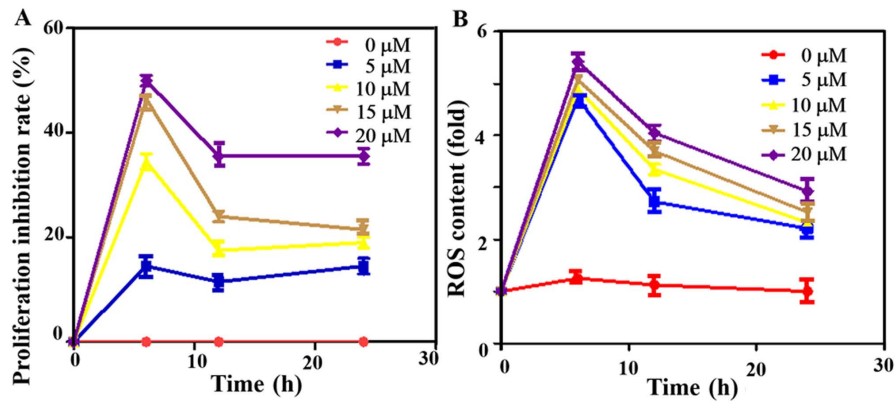 A
Proliferation inhibition rate (%)
60
40
20
0
0
10
20
30
Time (h)
0 μM
5 μM
10 μM
15 μM
20 μM
B
ROS content (fold)
6
4
2
0
0
10
20
30
Time (h)
0 μM
5 μM
10 μM
15 μM
20 μM